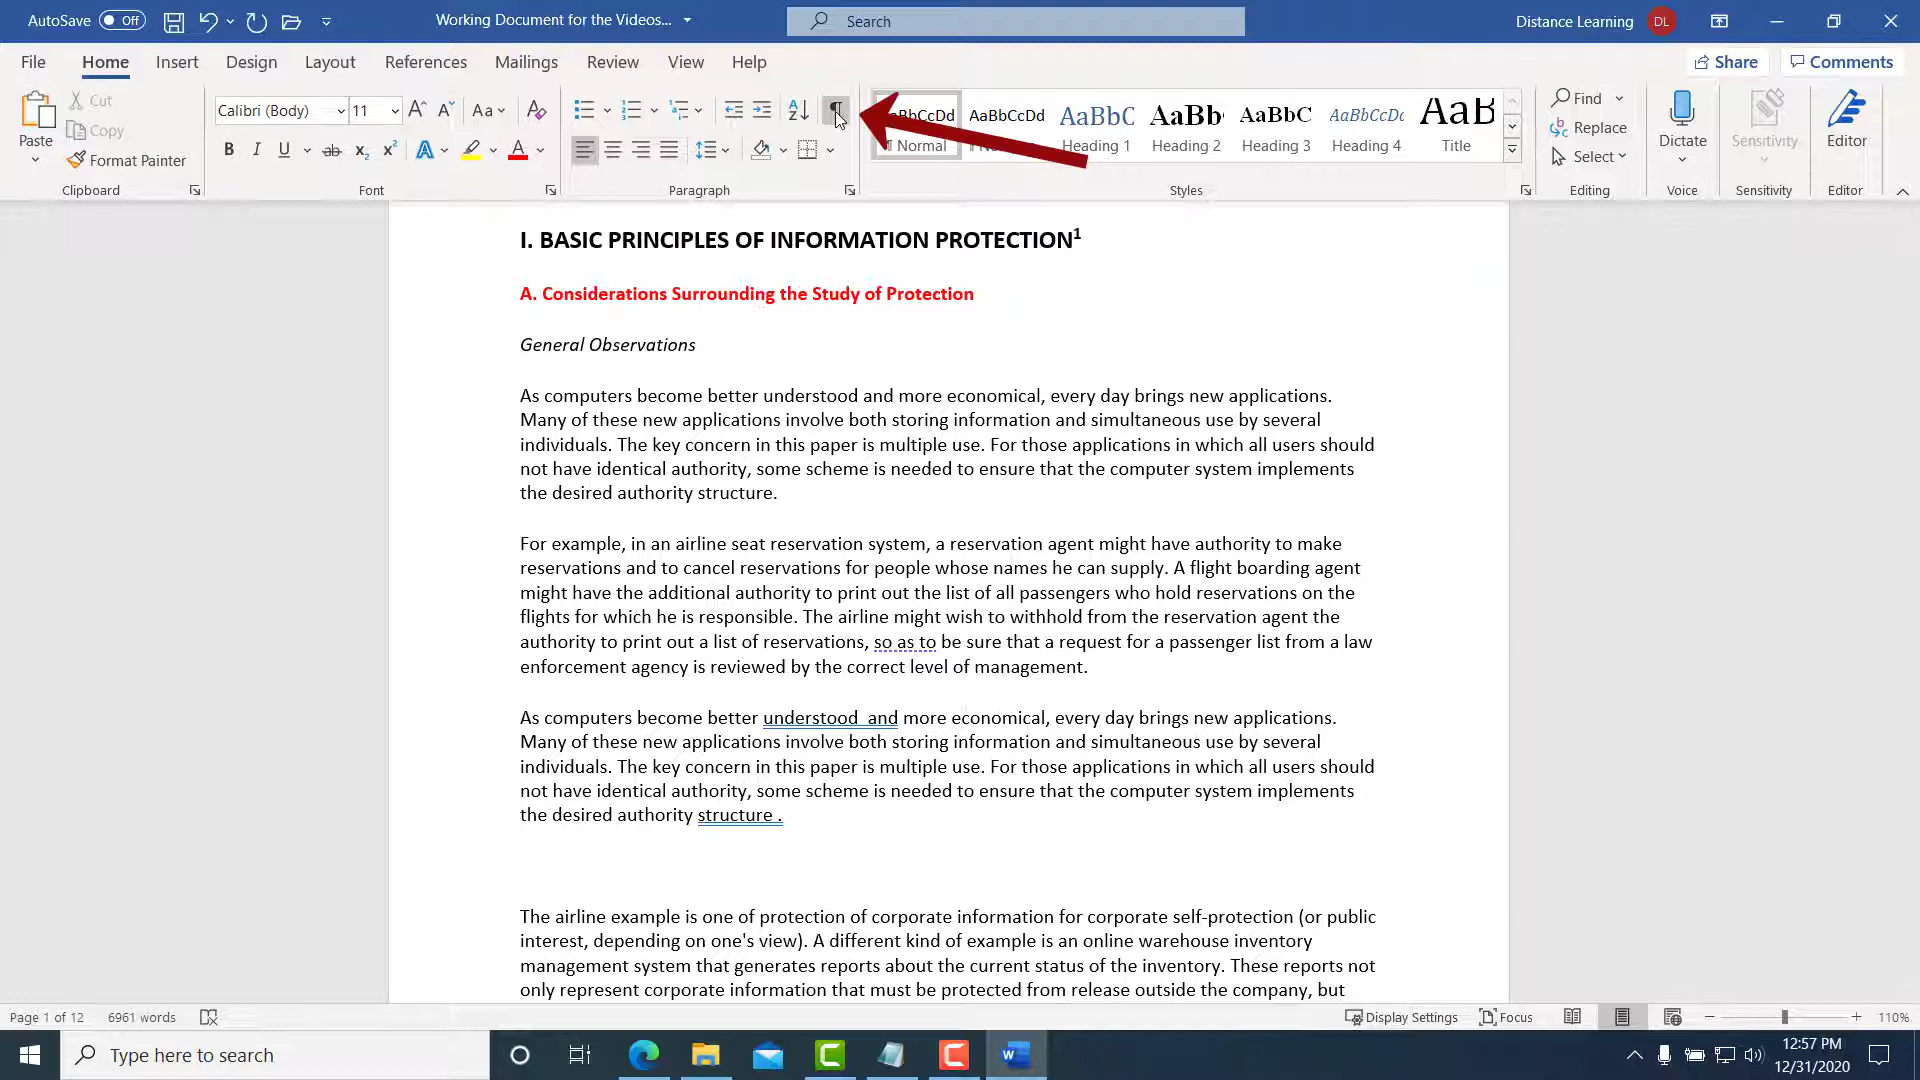 AutoSave Off
Working Document for the Videos...
Search
Distance Learning DL
File Home Insert Design Layout References Mailings Review View Help
Share Comments
Paste
Cut
Copy
Format Painter
Clipboard
Calibri (Body) 11
Font
Paragraph
AaBbCcDd AaBbC AaBb AaBbC AaBbCcDc AaB
Normal Heading 1 Heading 2 Heading 3 Heading 4 Title
Styles
Find
Replace
Select
Editing
Dictate
Voice
Sensitivity
Sensitivity
Editor
Editor
I. BASIC PRINCIPLES OF INFORMATION PROTECTION1
A. Considerations Surrounding the Study of Protection
General Observations
As computers become better understood and more economical, every day brings new applications.
Many of these new applications involve both storing information and simultaneous use by several
individuals. The key concern in this paper is multiple use. For those applications in which all users should
not have identical authority, some scheme is needed to ensure that the computer system implements
the desired authority structure.
For example, in an airline seat reservation system, a reservation agent might have authority to make
reservations and to cancel reservations for people whose names he can supply. A flight boarding agent
might have the additional authority to print out the list of all passengers who hold reservations on the
flights for which he is responsible. The airline might wish to withhold from the reservation agent the
authority to print out a list of reservations, so as to be sure that a request for a passenger list from a law
enforcement agency is reviewed by the correct level of management.
As computers become better understood  and more economical, every day brings new applications.
Many of these new applications involve both storing information and simultaneous use by several
individuals. The key concern in this paper is multiple use. For those applications in which all users should
not have identical authority, some scheme is needed to ensure that the computer system implements
the desired authority structure .
The airline example is one of protection of corporate information for corporate self-protection (or public
interest, depending on one's view). A different kind of example is an online warehouse inventory
management system that generates reports about the current status of the inventory. These reports not
only represent corporate information that must be protected from release outside the company, but
Page 1 of 12 6961 words
Display Settings Focus 110%
Type here to search
12:57 PM
12/31/2020